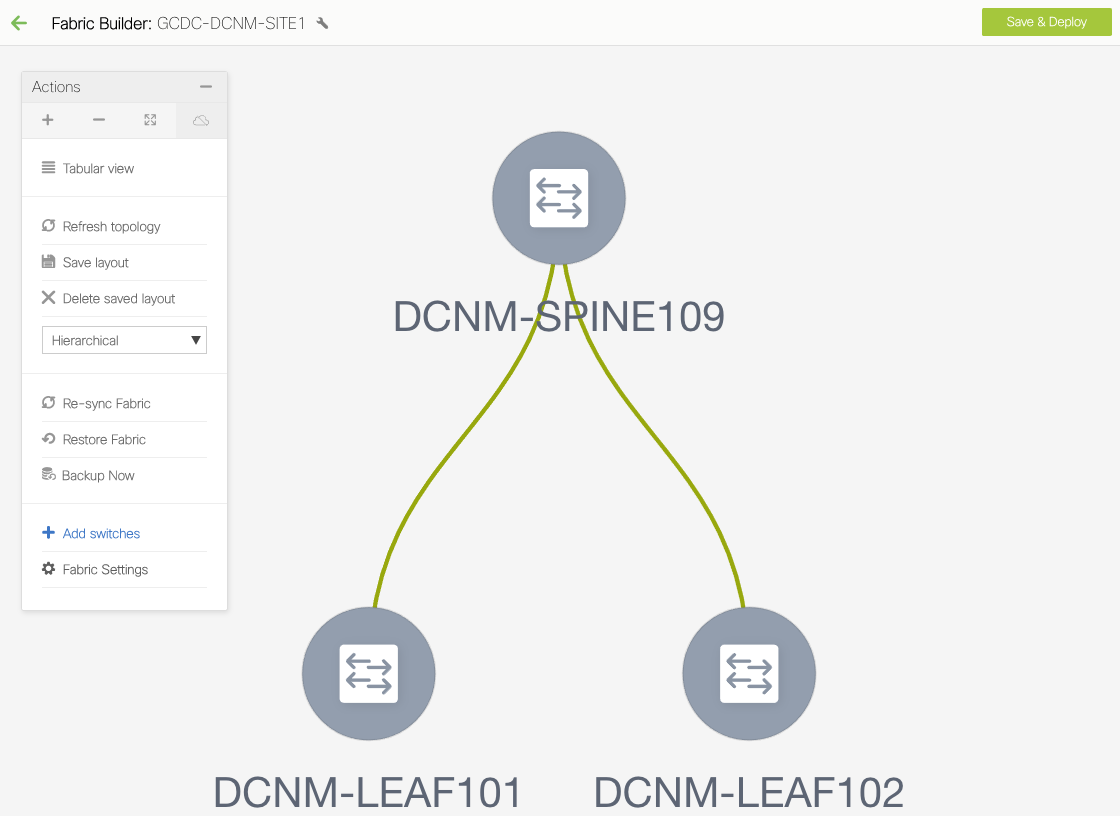 Fabric Builder: GCDC-DCNM-SITE1
Save & Deploy
Actions
Tabular view
Refresh topology
Save layout
Delete saved layout
Hierarchical
Re-sync Fabric
Restore Fabric
Backup Now
Add switches
Fabric Settings
DCNM-SPINE109
DCNM-LEAF101
DCNM-LEAF102